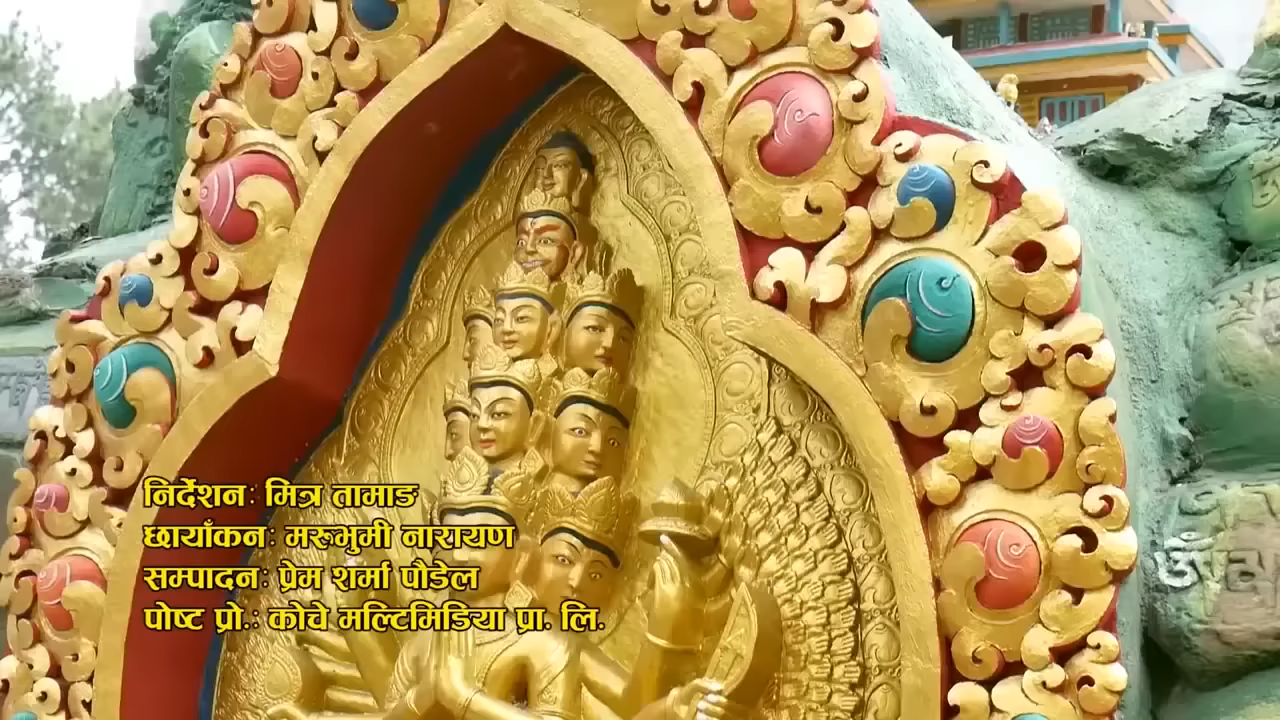 निर्देशन: मित्र तामाङ
छायाँकन: मरुभुमी नारायण
सम्पादन: प्रेम शर्मा पौडेल
पोष्ट प्रो.: कोचे मल्टिमिडिया प्रा. लि.